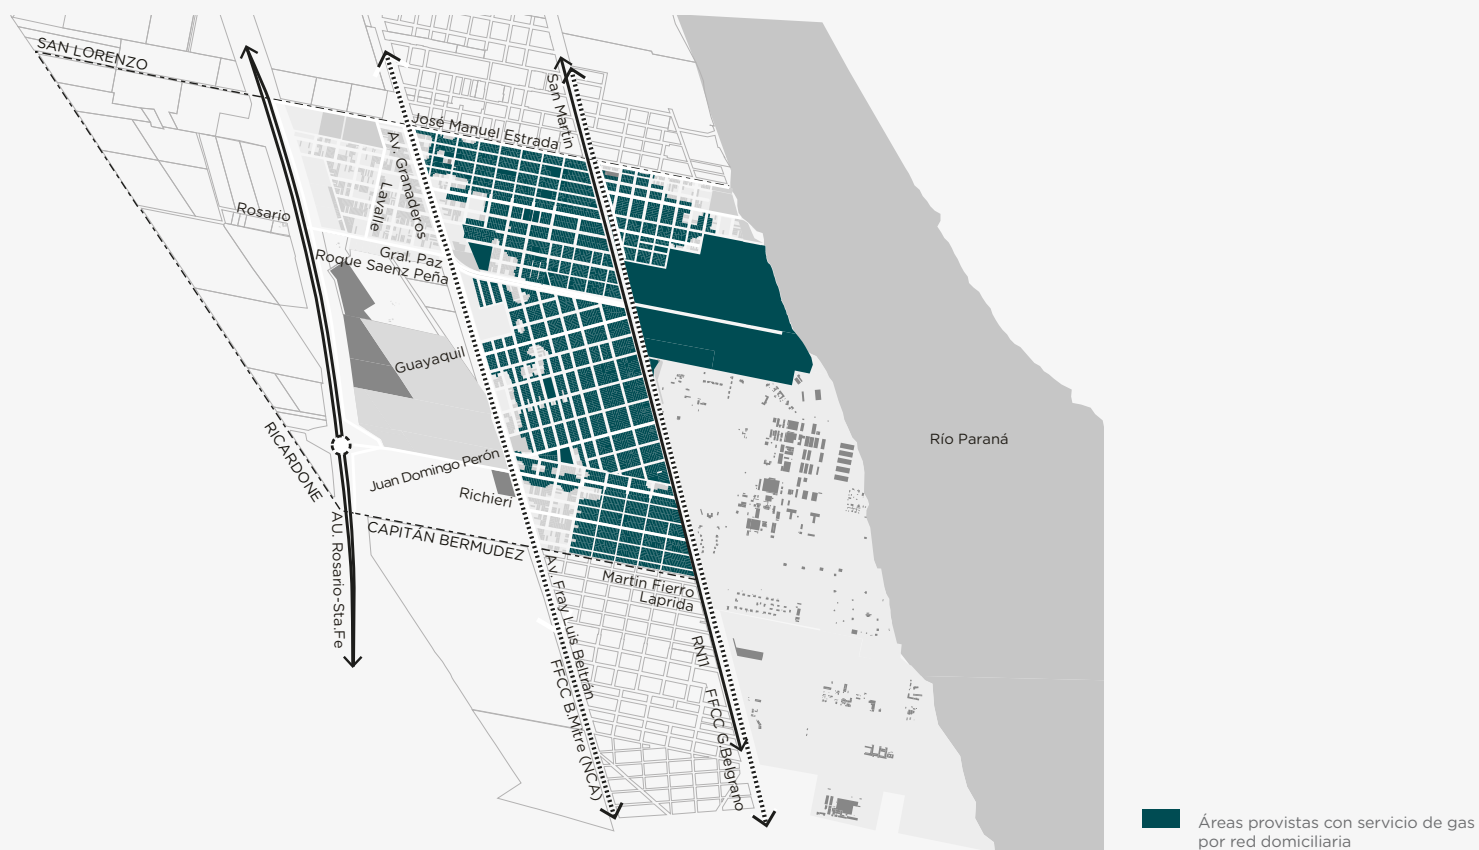 SAN LORENZO
San Martín
José Manuel Estrada
Av. Granaderos
Lavalle
Rosario
Gral. Paz
Roque Saenz Peña
Guayaquil
Río Paraná
RICARDONE
Juan Domingo Perón
Richieri
AU. Rosario-Sta.Fe
CAPITÁN BERMUDEZ
Martín Fierro
Laprida
Av. Fray Luis Beltrán
FFCC B.Mitre (NCA)
RN11
FFCC G.Belgrano
Áreas provistas con servicio de gas
por red domiciliaria